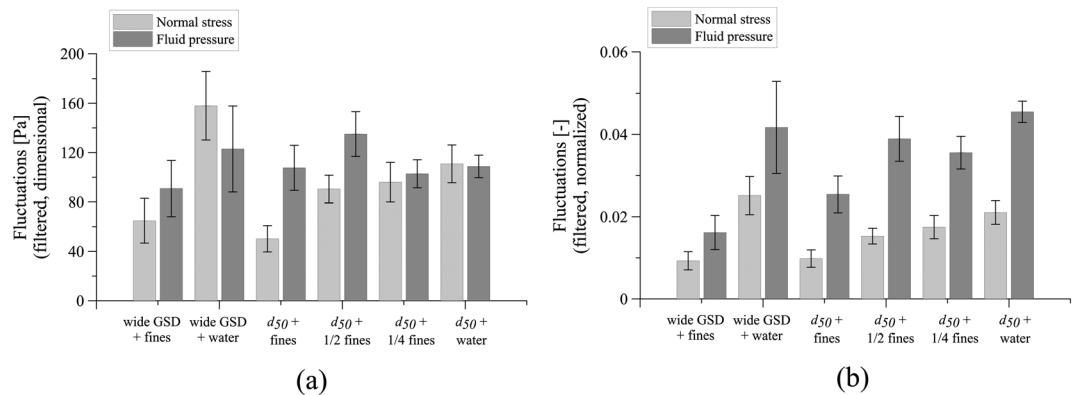 Normal stress
Fluid pressure
Fluctuations [Pa]
(filtered, dimensional)
200
160
120
80
40
0
wide GSD
+ fines
wide GSD
+ water
d50 +
fines
d50 +
1/2 fines
d50 +
1/4 fines
d50 +
water
(a)
Normal stress
Fluid pressure
Fluctuations [-]
(filtered, normalized)
0.06
0.04
0.02
0
wide GSD
+ fines
wide GSD
+ water
d50 +
fines
d50 +
1/2 fines
d50 +
1/4 fines
d50 +
water
(b)